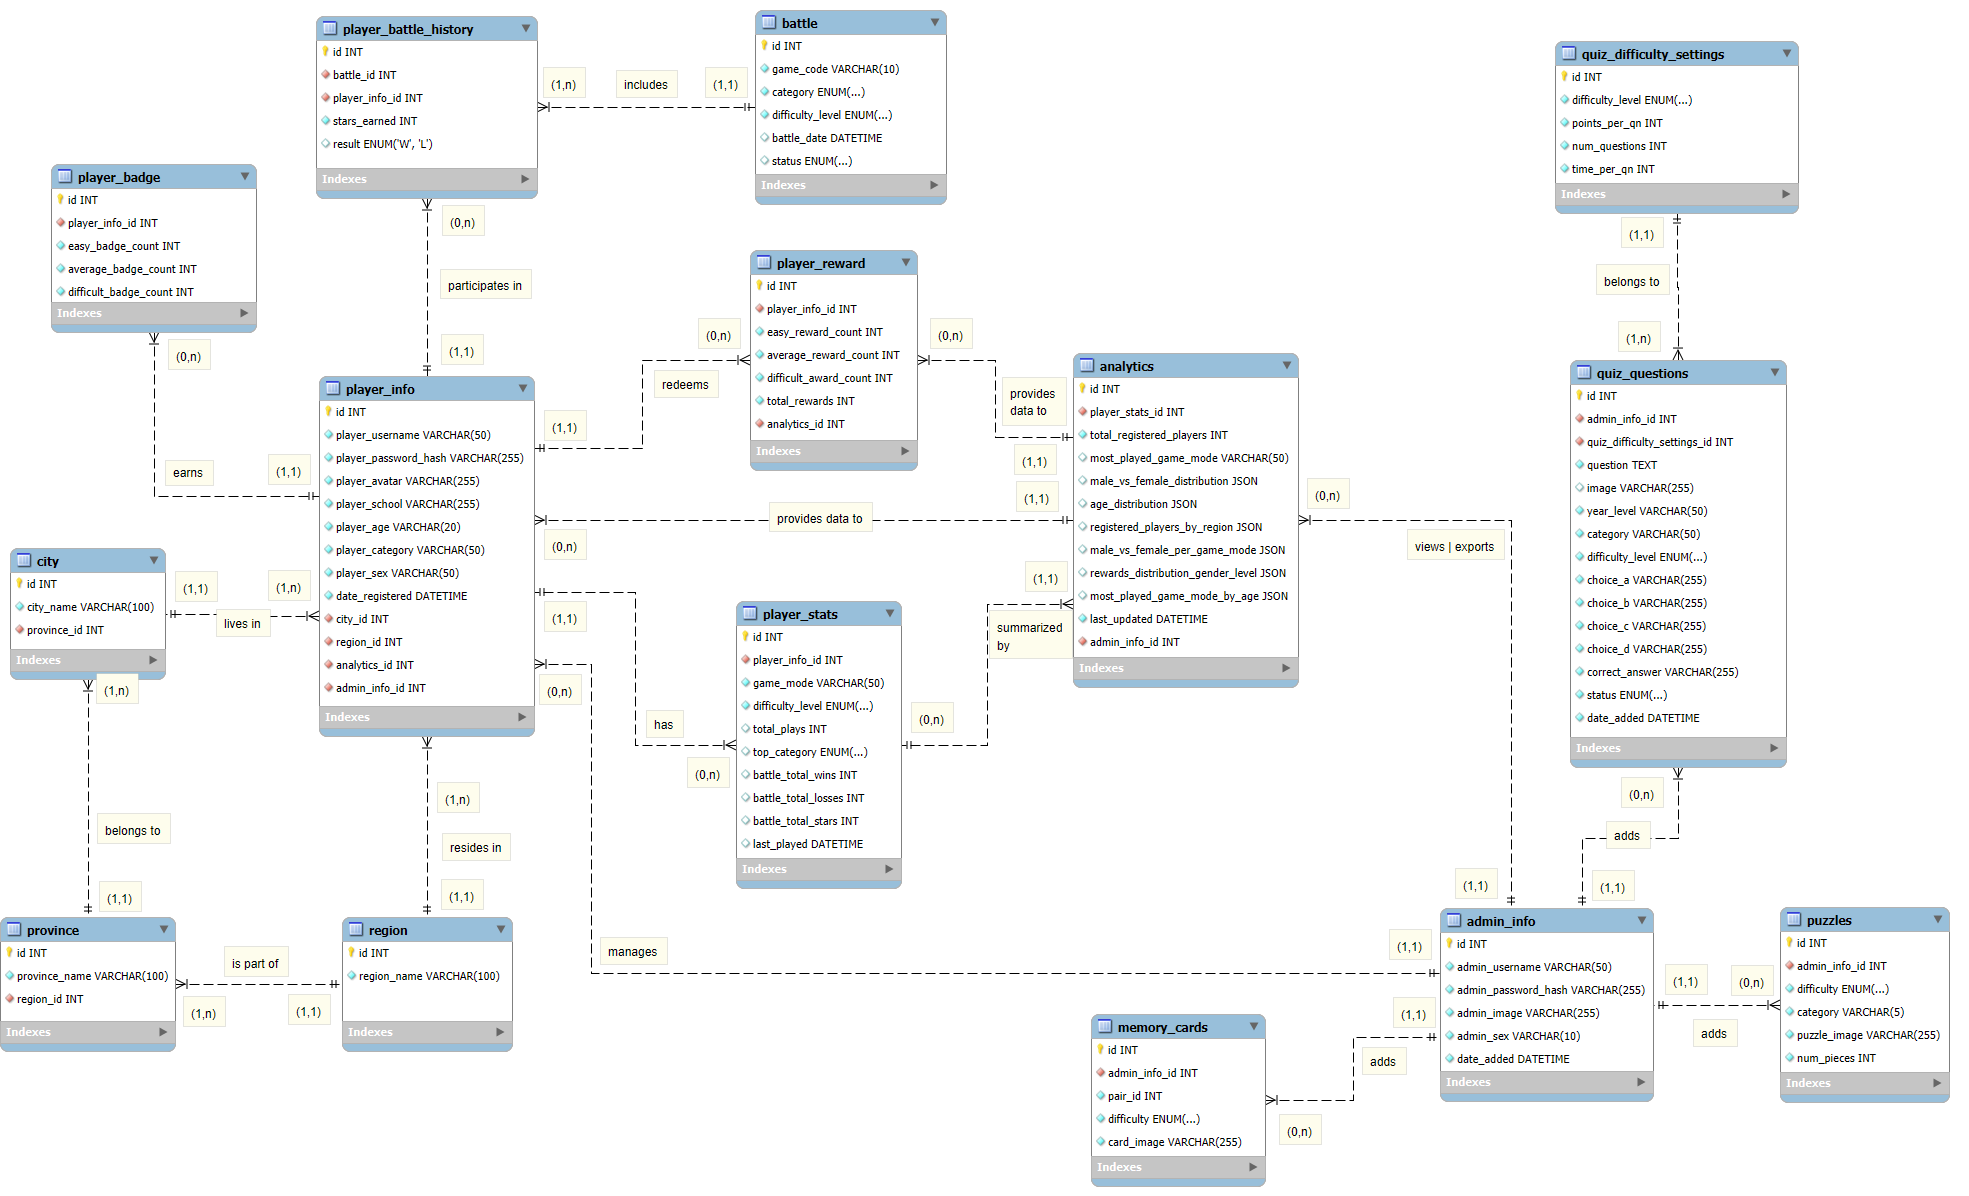 player_battle_history
id INT
battle_id INT
player_info_id INT
stars_earned INT
result ENUM('W', 'L')
Indexes
(1,n)
includes
(1,1)
battle
id INT
game_code VARCHAR(10)
category ENUM(...)
difficulty_level ENUM(...)
battle_date DATETIME
status ENUM(...)
Indexes
quiz_difficulty_settings
id INT
difficulty_level ENUM(...)
points_per_qn INT
num_questions INT
time_per_qn INT
Indexes
(1,1)
belongs to
(1,n)
player_badge
id INT
player_info_id INT
easy_badge_count INT
average_badge_count INT
difficult_badge_count INT
Indexes
(0,n)
earns
(1,1)
(0,n)
participates in
(1,1)
player_reward
id INT
player_info_id INT
easy_reward_count INT
average_reward_count INT
difficult_award_count INT
total_rewards INT
analytics_id INT
Indexes
(0,n)
redeems
(1,1)
(0,n)
provides
data to
(1,1)
player_info
id INT
player_username VARCHAR(50)
player_password_hash VARCHAR(255)
player_avatar VARCHAR(255)
player_school VARCHAR(255)
player_age VARCHAR(20)
player_category VARCHAR(50)
player_sex VARCHAR(50)
date_registered DATETIME
city_id INT
region_id INT
analytics_id INT
admin_info_id INT
Indexes
(1,1)
provides data to
(0,n)
analytics
id INT
player_stats_id INT
total_registered_players INT
most_played_game_mode VARCHAR(50)
male_vs_female_distribution JSON
age_distribution JSON
registered_players_by_region JSON
male_vs_female_per_game_mode JSON
rewards_distribution_gender_level JSON
most_played_game_mode_by_age JSON
last_updated DATETIME
admin_info_id INT
Indexes
(0,n)
views | exports
(1,1)
quiz_questions
id INT
admin_info_id INT
quiz_difficulty_settings_id INT
question TEXT
image VARCHAR(255)
year_level VARCHAR(50)
category VARCHAR(50)
difficulty_level ENUM(...)
choice_a VARCHAR(255)
choice_b VARCHAR(255)
choice_c VARCHAR(255)
choice_d VARCHAR(255)
correct_answer VARCHAR(255)
status ENUM(...)
date_added DATETIME
Indexes
(0,n)
adds
(1,1)
city
id INT
city_name VARCHAR(100)
province_id INT
Indexes
(1,1)
lives in
(1,n)
(1,n)
belongs to
(1,1)
(1,1)
has
(0,n)
player_stats
id INT
player_info_id INT
game_mode VARCHAR(50)
difficulty_level ENUM(...)
total_plays INT
top_category ENUM(...)
battle_total_wins INT
battle_total_losses INT
battle_total_stars INT
last_played DATETIME
Indexes
(1,1)
summarized
by
(0,n)
(0,n)
manages
(1,1)
(1,n)
resides in
(1,1)
province
id INT
province_name VARCHAR(100)
region_id INT
Indexes
is part of
(1,n)
(1,1)
region
id INT
region_name VARCHAR(100)
Indexes
admin_info
id INT
admin_username VARCHAR(50)
admin_password_hash VARCHAR(255)
admin_image VARCHAR(255)
admin_sex VARCHAR(10)
date_added DATETIME
Indexes
(1,1)
(0,n)
adds
puzzles
id INT
admin_info_id INT
difficulty ENUM(...)
category VARCHAR(5)
puzzle_image VARCHAR(255)
num_pieces INT
Indexes
memory_cards
id INT
admin_info_id INT
pair_id INT
difficulty ENUM(...)
card_image VARCHAR(255)
Indexes
(1,1)
adds
(0,n)